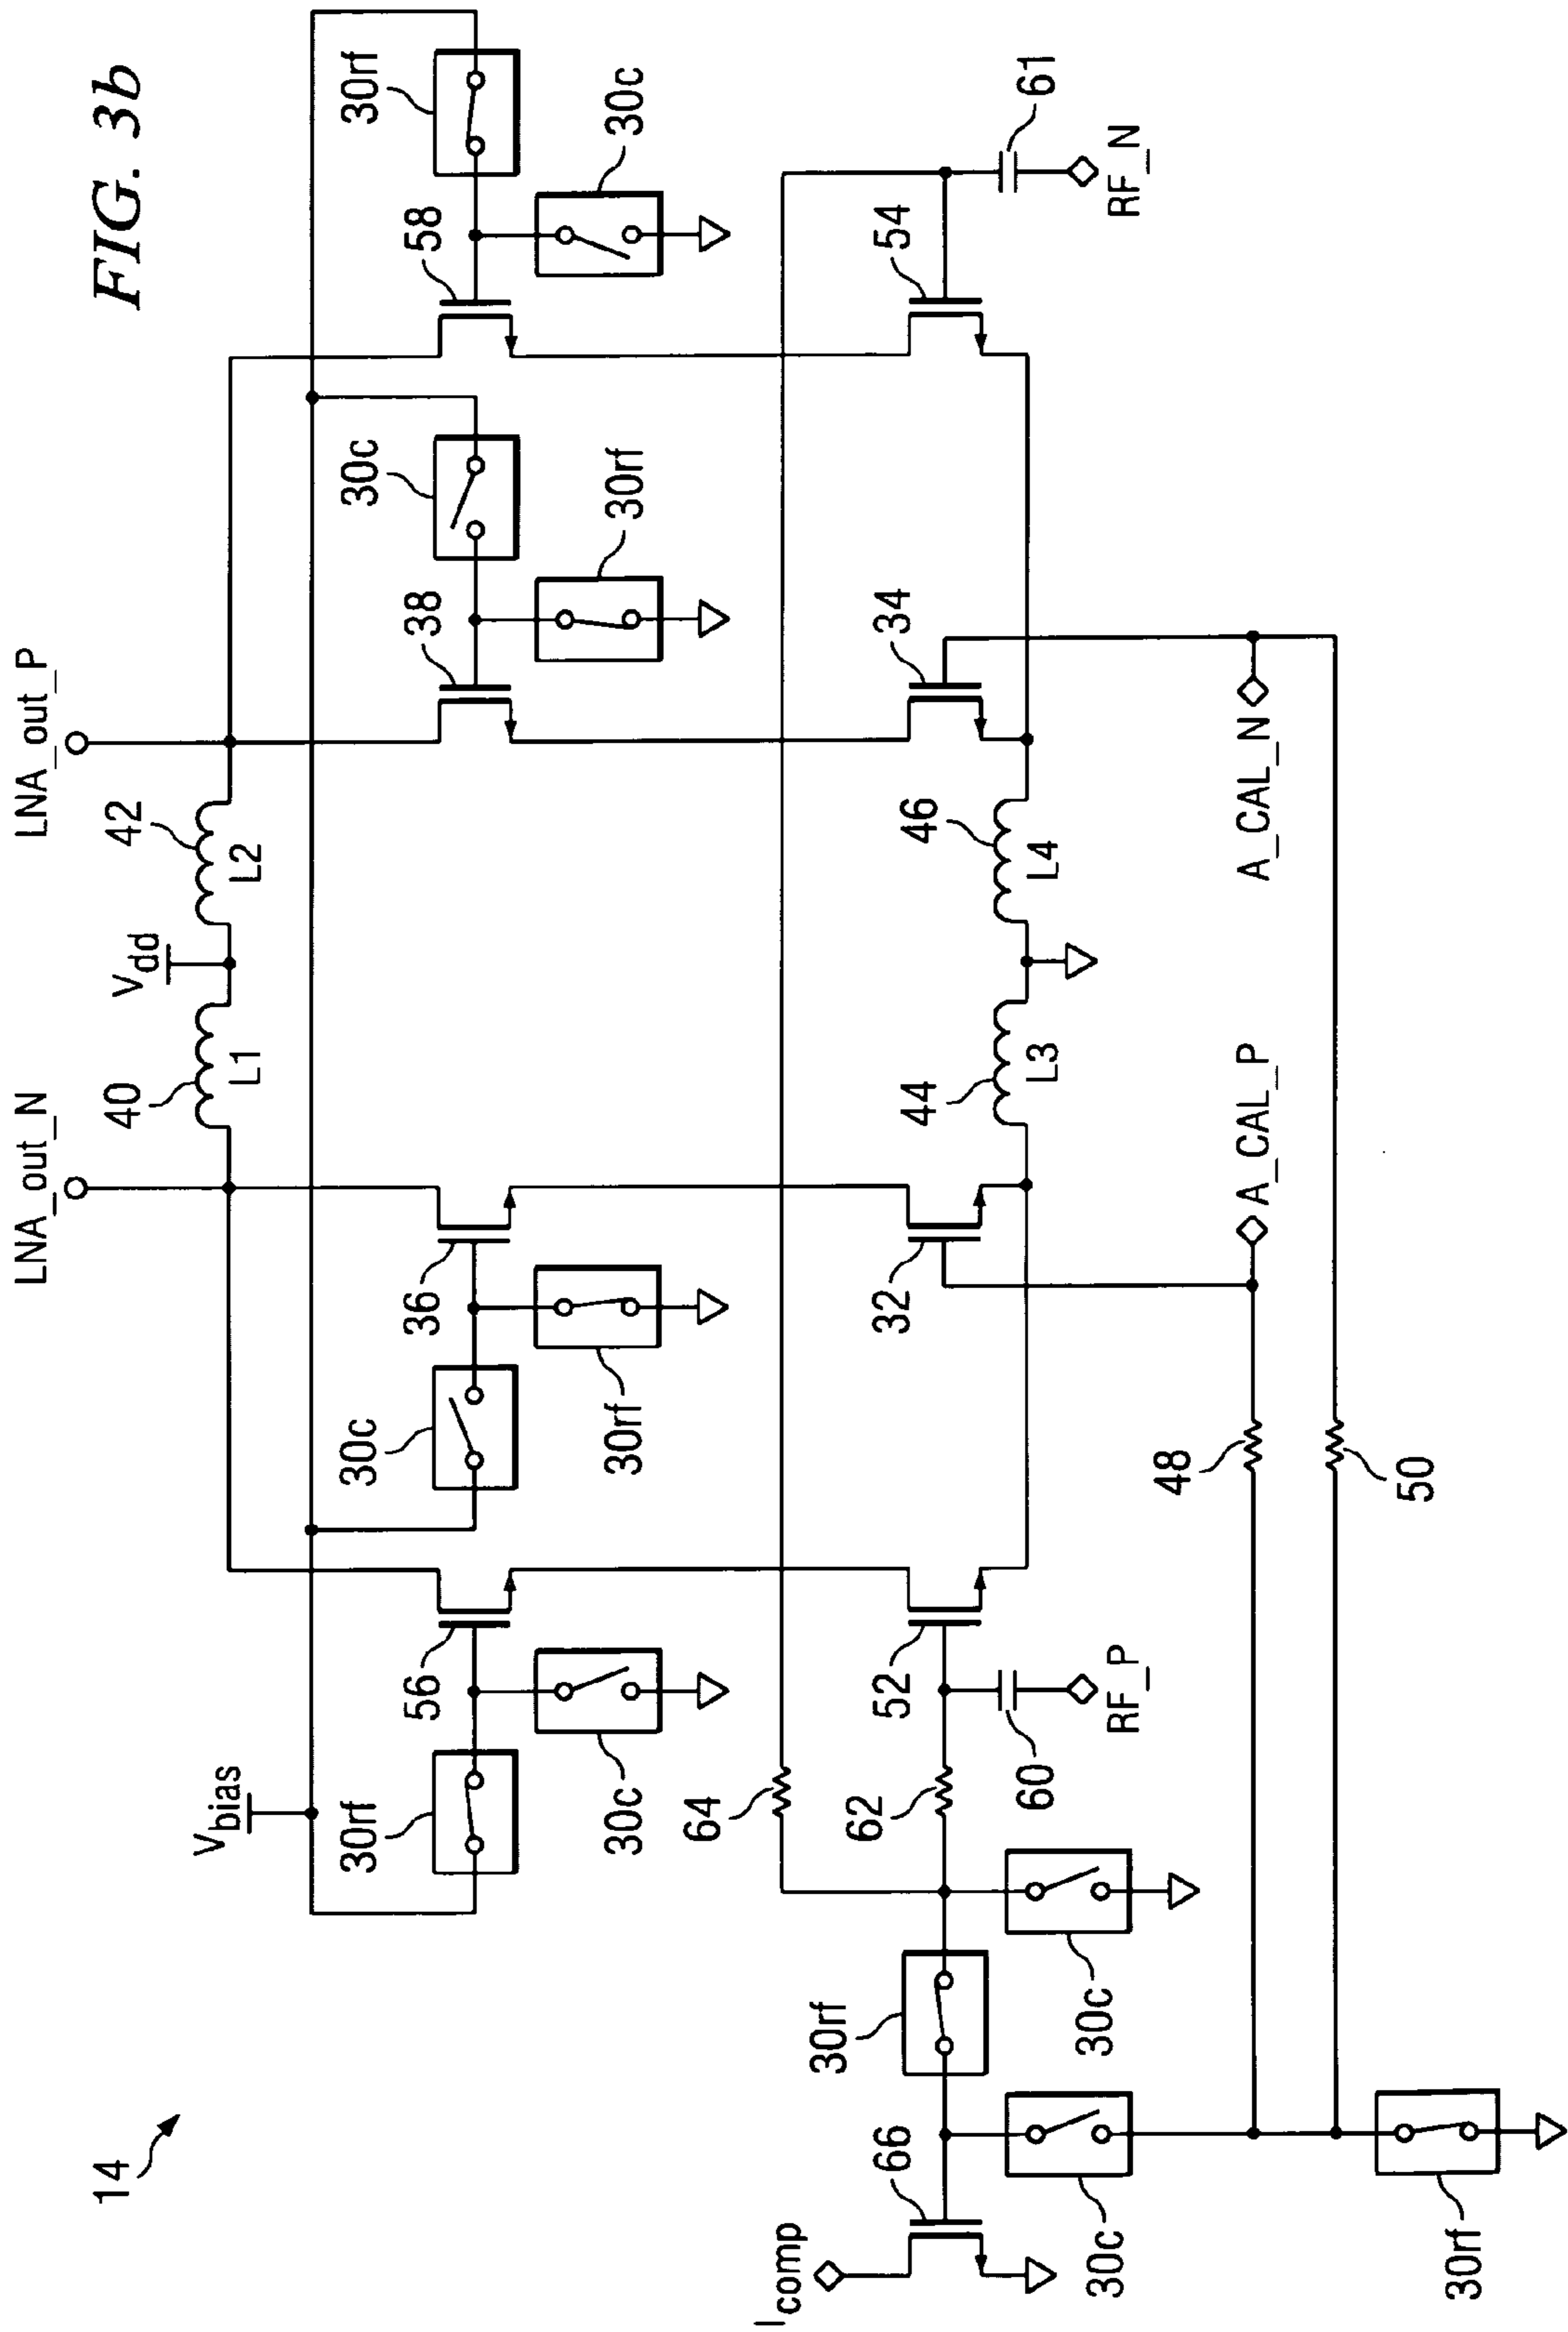 FIG. 3b
14
LNA_out_N
LNA_out_P
40
Vdd
42
L1
L2
Vbias
30rf
56
30c
30c
36
30rf
38
30c
30rf
58
30rf
30c
64
Icomp
66
30rf
62
52
32
44
46
34
54
60
RF_P
L3
L4
61
RF_N
30c
30c
48
A_CAL_P
A_CAL_N
50
30rf